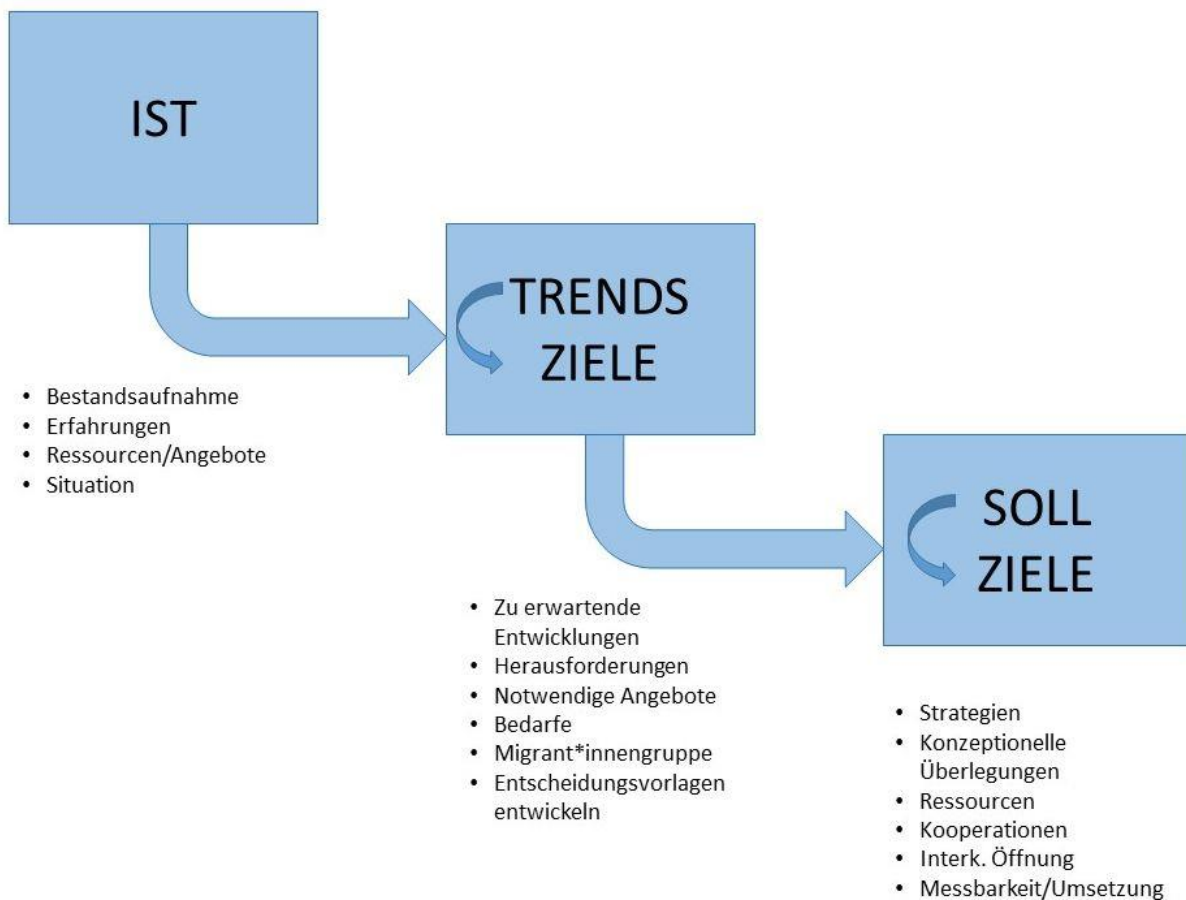 IST
• Bestandsaufnahme
• Erfahrungen
• Ressourcen/Angebote
• Situation
TRENDS
ZIELE
• Zu erwartende
Entwicklungen
• Herausforderungen
• Notwendige Angebote
• Bedarfe
• Migrant*innengruppe
• Entscheidungsvorlagen
entwickeln
SOLL
ZIELE
• Strategien
• Konzeptionelle
Überlegungen
• Ressourcen
• Kooperationen
• Interk. Öffnung
• Messbarkeit/Umsetzung